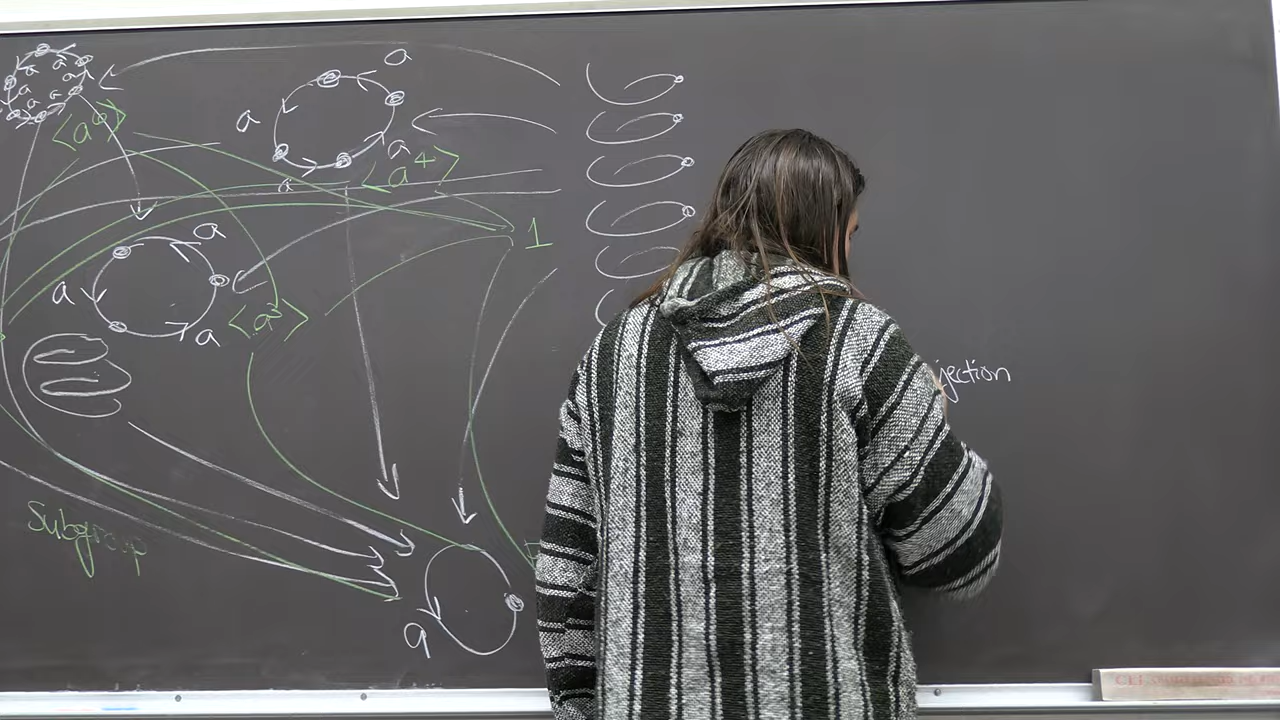 a a a a
a a a a
<a⁶>
<a⁴>
1
a a a
<a³>
jection
Subgroup
a